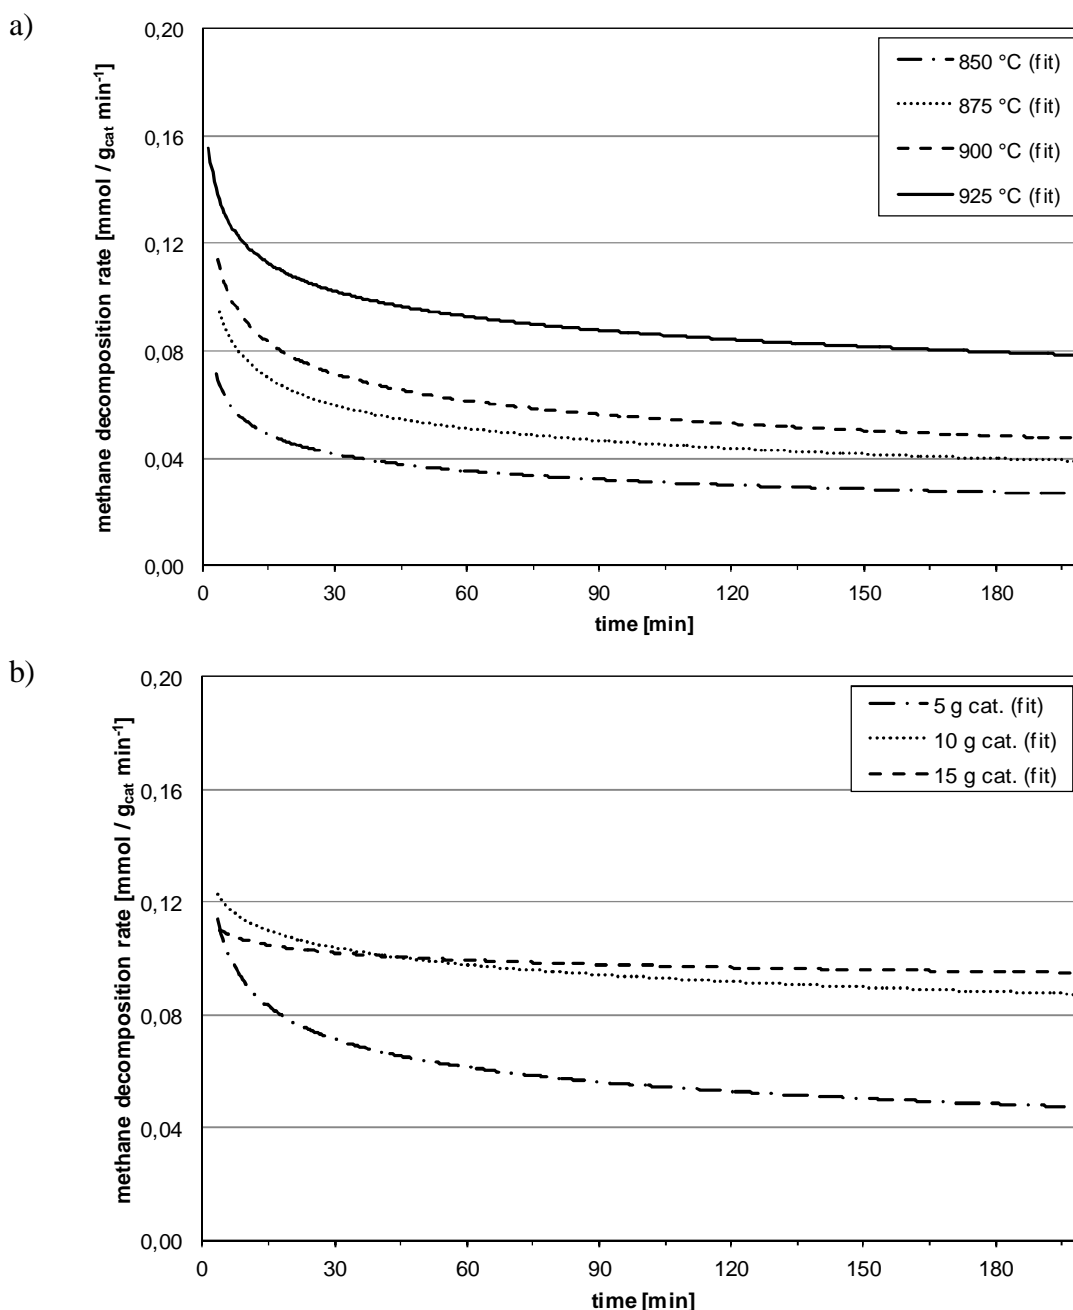 a)
methane decomposition rate [mmol / gcat min-1]
0,20
0,16
0,12
0,08
0,04
0,00
850 °C (fit)
875 °C (fit)
900 °C (fit)
925 °C (fit)
0 30 60 90 120 150 180
time [min]
b)
methane decomposition rate [mmol / gcat min-1]
0,20
0,16
0,12
0,08
0,04
0,00
5 g cat. (fit)
10 g cat. (fit)
15 g cat. (fit)
0 30 60 90 120 150 180
time [min]